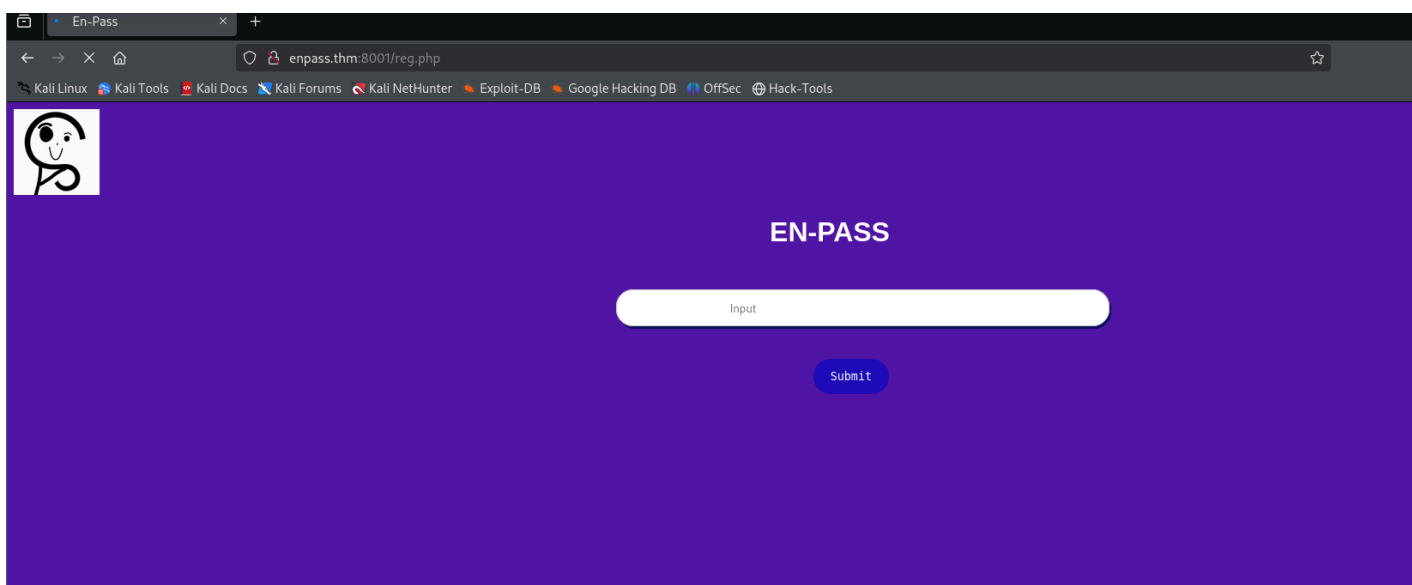 En-Pass
enpass.thm:8001/reg.php
Kali Linux Kali Tools Kali Docs Kali Forums Kali NetHunter Exploit-DB Google Hacking DB OffSec Hack-Tools
EN-PASS
Input
Submit